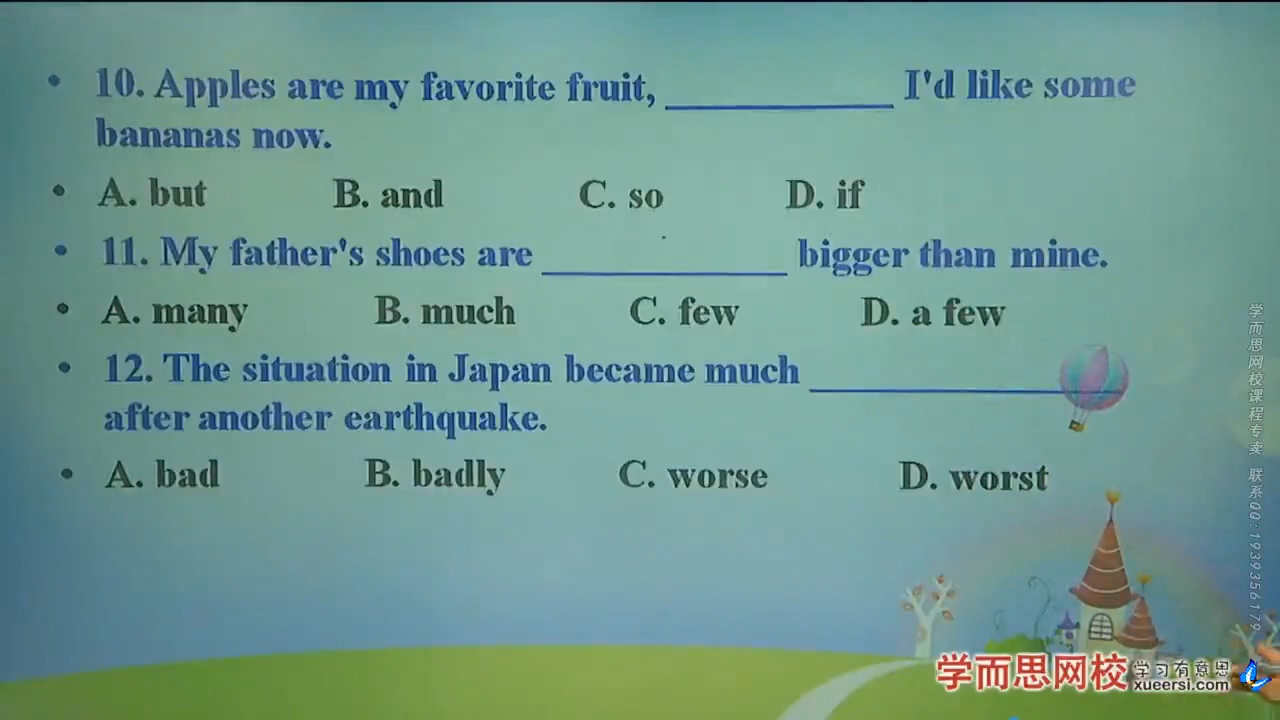 • 10. Apples are my favorite fruit, ____________ I'd like some
bananas now.
• A. but B. and C. so D. if
• 11. My father's shoes are _____________ bigger than mine.
• A. many B. much C. few D. a few
• 12. The situation in Japan became much ________________
after another earthquake.
• A. bad B. badly C. worse D. worst
学而思网校课程专卖 联系QQ:1939356179
学而思网校 学习有意思
xueersi.com